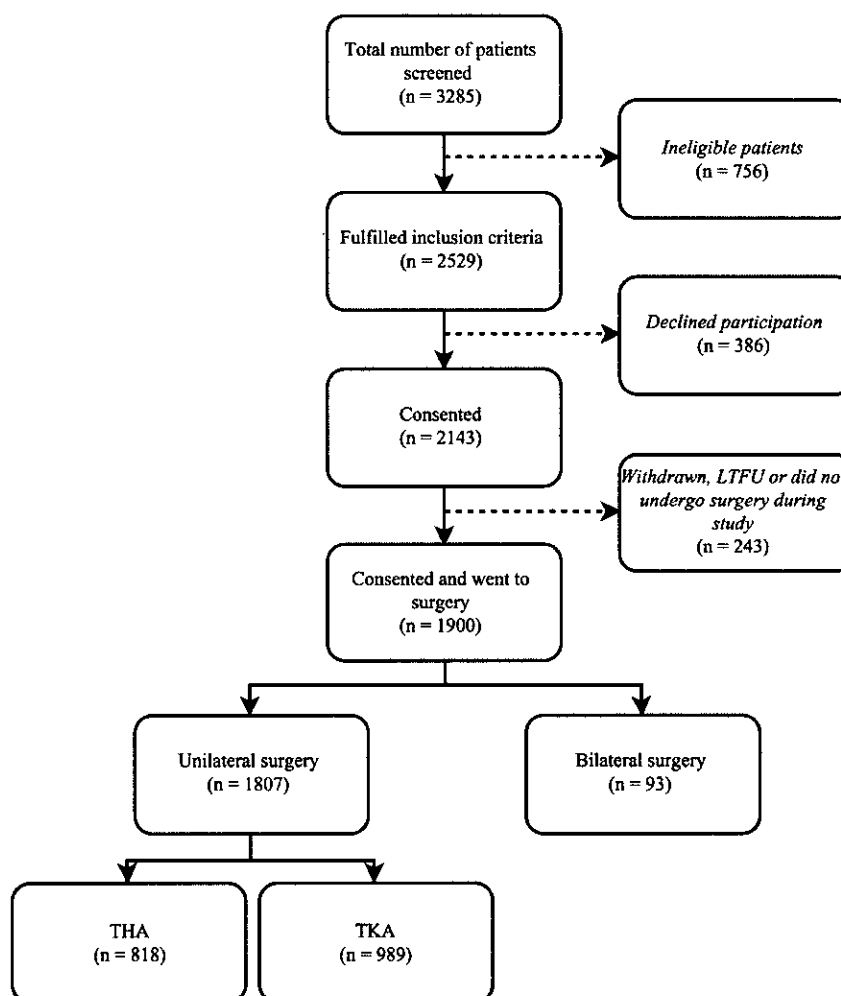 Total number of patients
screened
(n = 3285)
Ineligible patients
(n = 756)
Fulfilled inclusion criteria
(n = 2529)
Declined participation
(n = 386)
Consented
(n = 2143)
Withdrawn, LTFU or did no
undergo surgery during
study
(n = 243)
Consented and went to
surgery
(n = 1900)
Unilateral surgery
(n = 1807)
Bilateral surgery
(n = 93)
THA
(n = 818)
TKA
(n = 989)